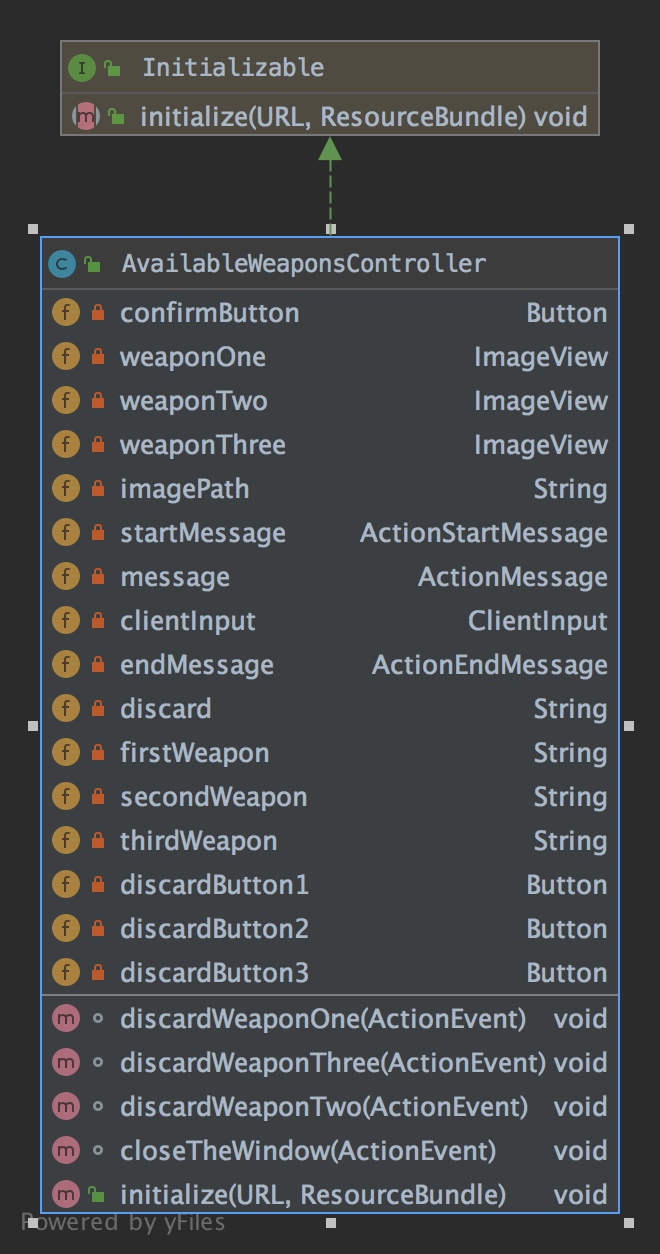 I Initializable
m initialize(URL, ResourceBundle) void
C AvailableWeaponsController
f confirmButton Button
f weaponOne ImageView
f weaponTwo ImageView
f weaponThree ImageView
f imagePath String
f startMessage ActionStartMessage
f message ActionMessage
f clientInput ClientInput
f endMessage ActionEndMessage
f discard String
f firstWeapon String
f secondWeapon String
f thirdWeapon String
f discardButton1 Button
f discardButton2 Button
f discardButton3 Button
m discardWeaponOne(ActionEvent) void
m discardWeaponThree(ActionEvent) void
m discardWeaponTwo(ActionEvent) void
m closeTheWindow(ActionEvent) void
m initialize(URL, ResourceBundle) void
Powered by yFiles